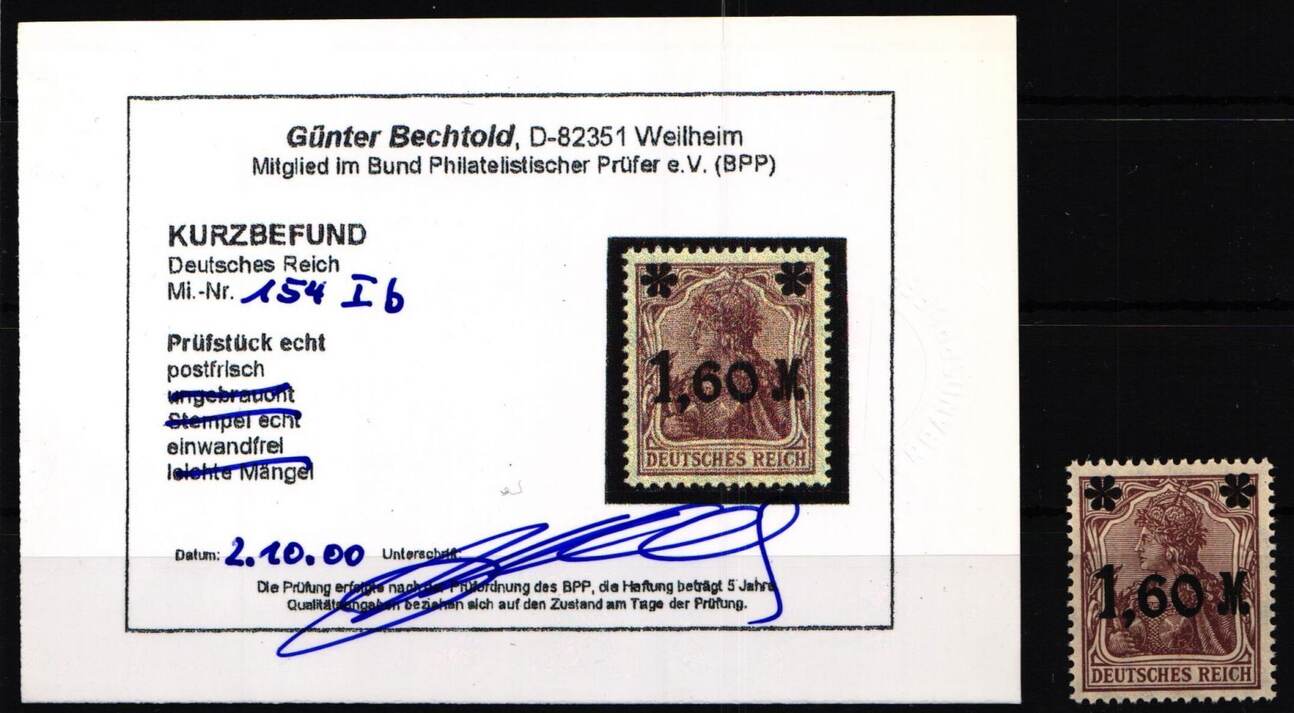 Günter Bechtold, D-82351 Weilheim
Mitglied im Bund Philatelistischer Prüfer e.V. (BPP)
KURZBEFUND
Deutsches Reich
Mi.-Nr. 154 I b
Prüfstück echt
postfrisch
ungebraucht
Stempel echt
einwandfrei
leichte Mängel
1,60 M
DEUTSCHES REICH
Datum: 2.10.00 Unterschrift:
Die Prüfung erfolgte nach der Prüfordnung des BPP, die Haftung beträgt 5 Jahre.
Qualitätsangaben beziehen sich auf den Zustand am Tage der Prüfung.
1,60 M
DEUTSCHES REICH